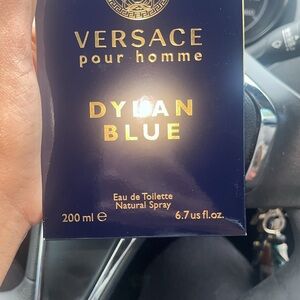 VERSACE
pour homme
DYLAN
BLUE
Eau de Toilette
Natural Spray
200 ml ℮ 6.7 us fl.oz.